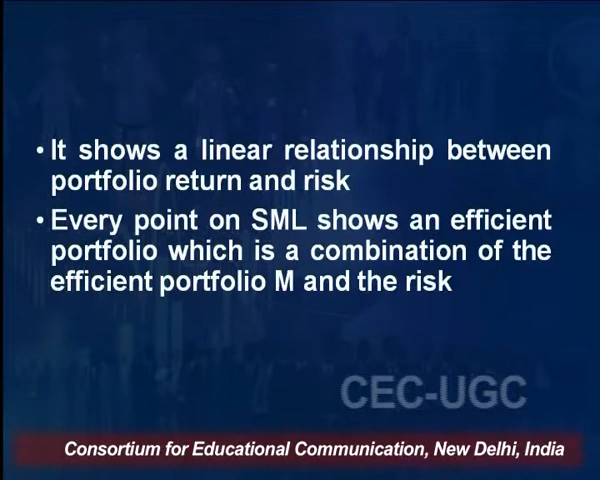 • It shows a linear relationship between
portfolio return and risk
• Every point on SML shows an efficient
portfolio which is a combination of the
efficient portfolio M and the risk
CEC-UGC
Consortium for Educational Communication, New Delhi, India